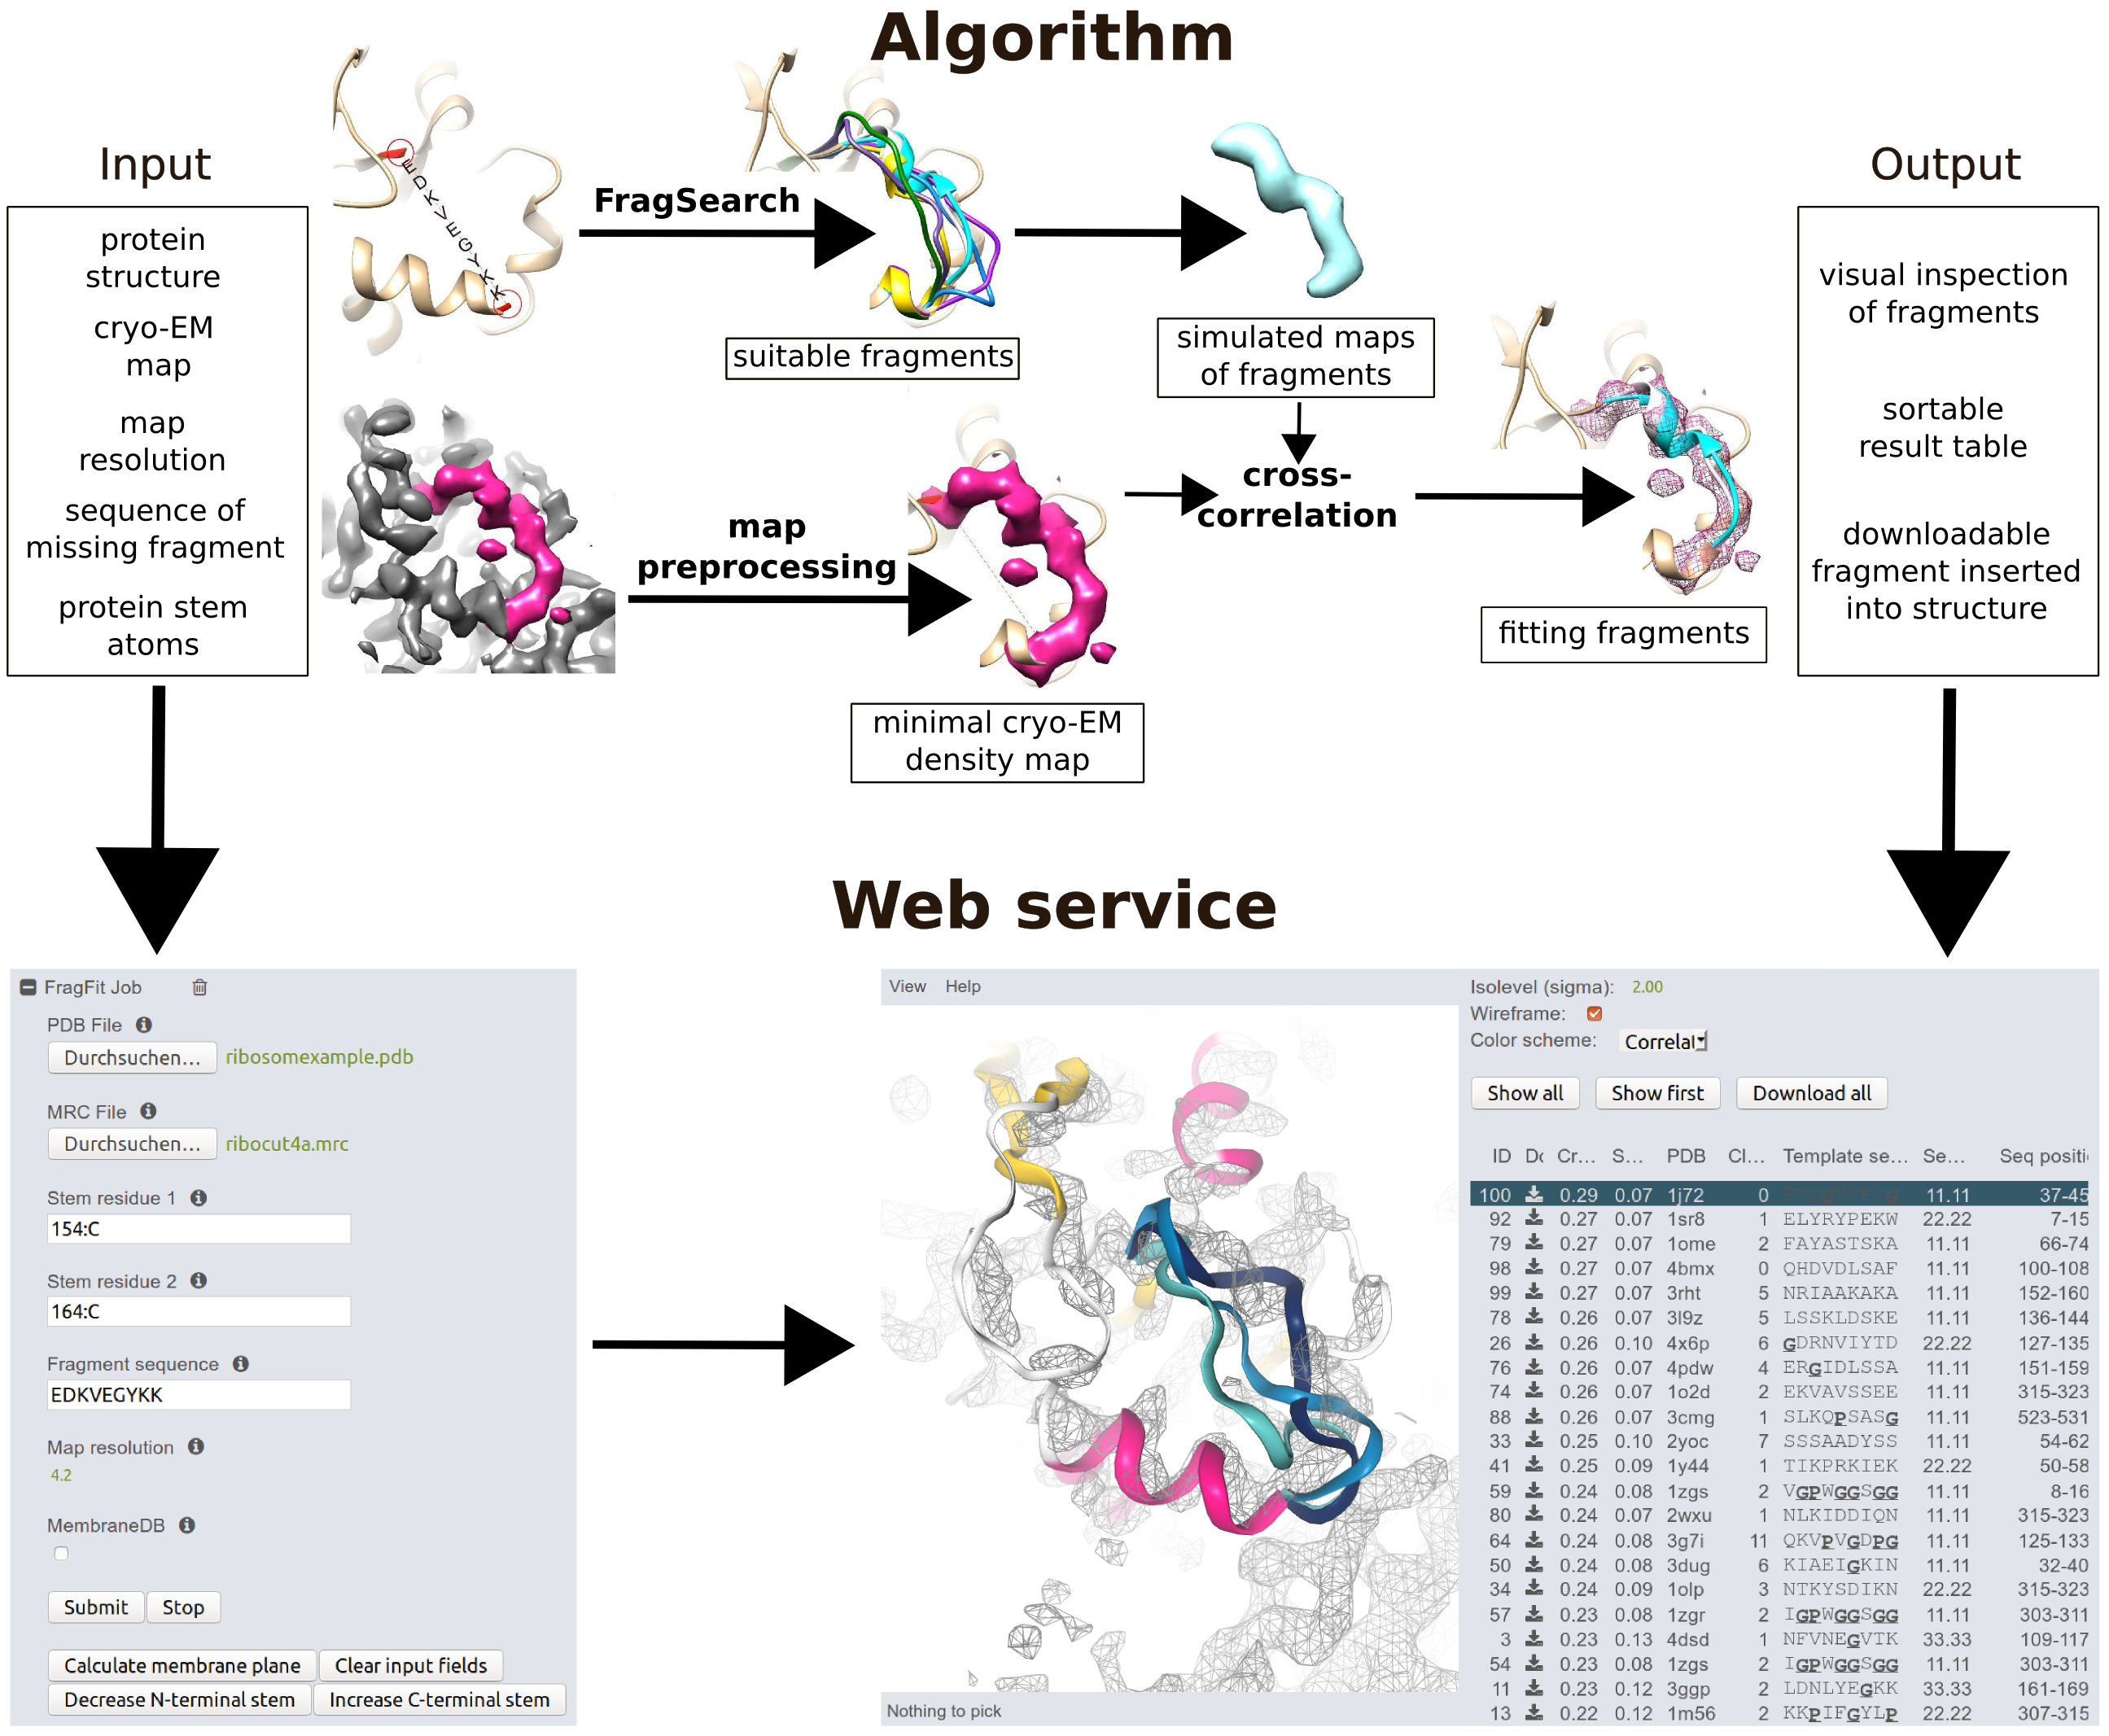 Algorithm
Input
protein
structure
cryo-EM
map
map
resolution
sequence of
missing fragment
protein stem
atoms
EDKVEGYKK
FragSearch
suitable fragments
simulated maps
of fragments
map
preprocessing
minimal cryo-EM
density map
cross-
correlation
fitting fragments
Output
visual inspection
of fragments
sortable
result table
downloadable
fragment inserted
into structure
Web service
FragFit Job
PDB File
Durchsuchen... ribosomexample.pdb
MRC File
Durchsuchen... ribocut4a.mrc
Stem residue 1
154:C
Stem residue 2
164:C
Fragment sequence
EDKVEGYKK
Map resolution
4.2
MembraneDB
Submit Stop
Calculate membrane plane Clear input fields
Decrease N-terminal stem Increase C-terminal stem
View Help
Nothing to pick
Isolevel (sigma): 2.00
Wireframe:
Color scheme: Correlat
Show all Show first Download all
ID Dc Cr... S... PDB Cl... Template se... Se... Seq positi
100 0.29 0.07 1j72 0 11.11 37-45
92 0.27 0.07 1sr8 1 ELYRYPEKW 22.22 7-15
79 0.27 0.07 1ome 2 FAYASTSKA 11.11 66-74
98 0.27 0.07 4bmx 0 QHDVDLSAF 11.11 100-108
99 0.27 0.07 3rht 5 NRIAAKAKA 11.11 152-160
78 0.26 0.07 3l9z 5 LSSKLDSKE 11.11 136-144
26 0.26 0.10 4x6p 6 GDRNVIYTD 22.22 127-135
76 0.26 0.07 4pdw 4 ERGIDLSSA 11.11 151-159
74 0.26 0.07 1o2d 2 EKVAVSSEE 11.11 315-323
88 0.26 0.07 3cmg 1 SLKQPSASG 11.11 523-531
33 0.25 0.10 2yoc 7 SSSAADYSS 11.11 54-62
41 0.25 0.09 1y44 1 TIKPRKIEK 22.22 50-58
59 0.24 0.08 1zgs 2 VGPWGGSGG 11.11 8-16
80 0.24 0.07 2wxu 1 NLKIDDIQN 11.11 315-323
64 0.24 0.08 3g7i 11 QKVPVGDPG 11.11 125-133
50 0.24 0.08 3dug 6 KIAEIGKIN 11.11 32-40
34 0.24 0.09 1olp 3 NTKYSDIKN 22.22 315-323
57 0.23 0.08 1zgr 2 IGPWGGSGG 11.11 303-311
3 0.23 0.13 4dsd 1 NFVNEGVTK 33.33 109-117
54 0.23 0.08 1zgs 2 IGPWGGSGG 11.11 303-311
11 0.23 0.12 3ggp 2 LDNLYEGKK 33.33 161-169
13 0.22 0.12 1m56 2 KKPIFGYLP 22.22 307-315